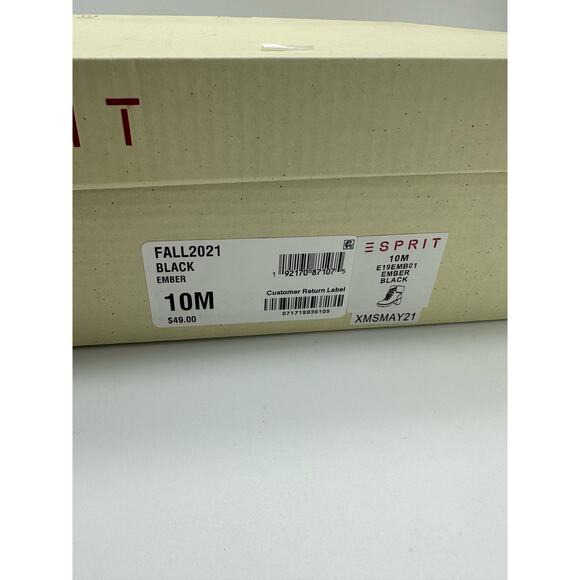 IT
FALL2021
BLACK
EMBER
10M
$49.00
1 92170 87107 5
Customer Return Label
071719936105
ESPRIT
10M
E19EMB01
EMBER
BLACK
XMSMAY21